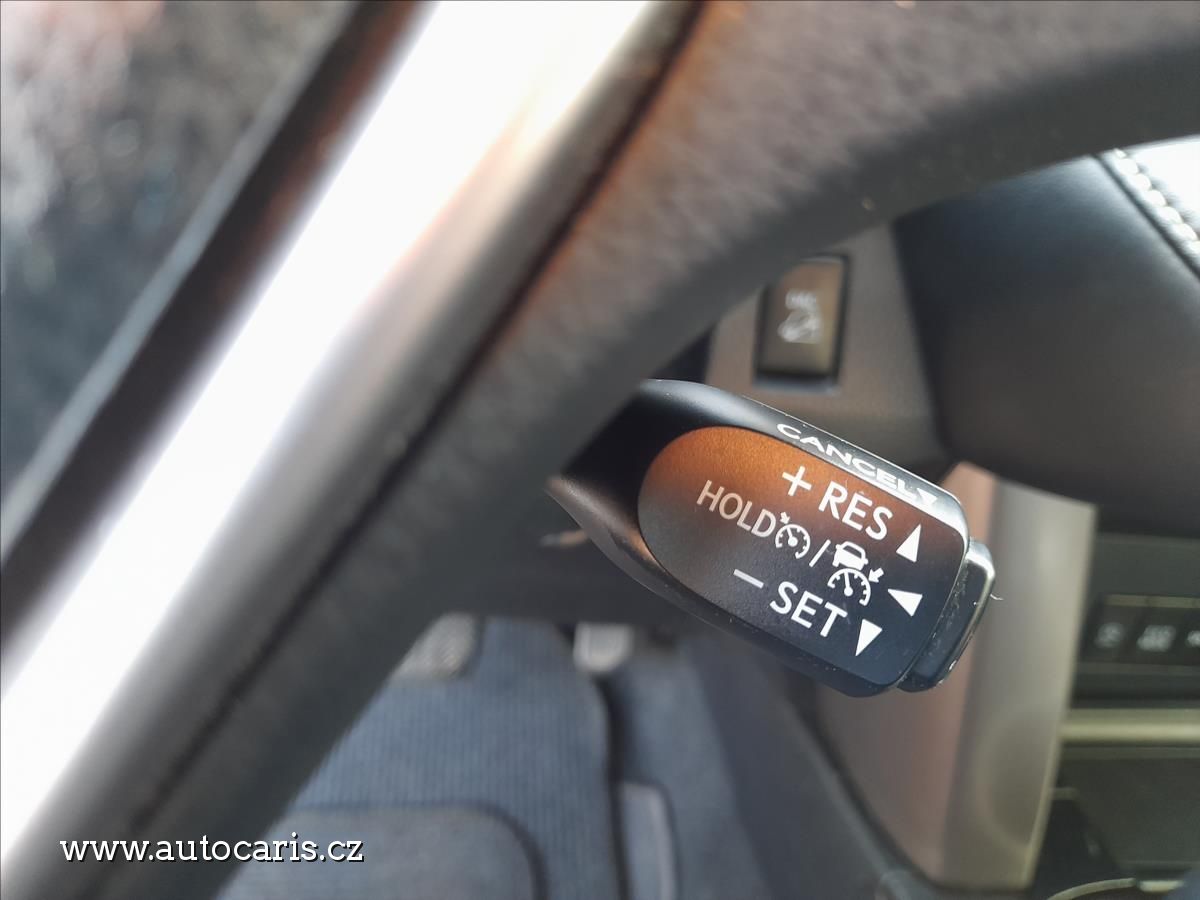 CANCEL
+ RES
HOLD /
− SET
www.autocaris.cz